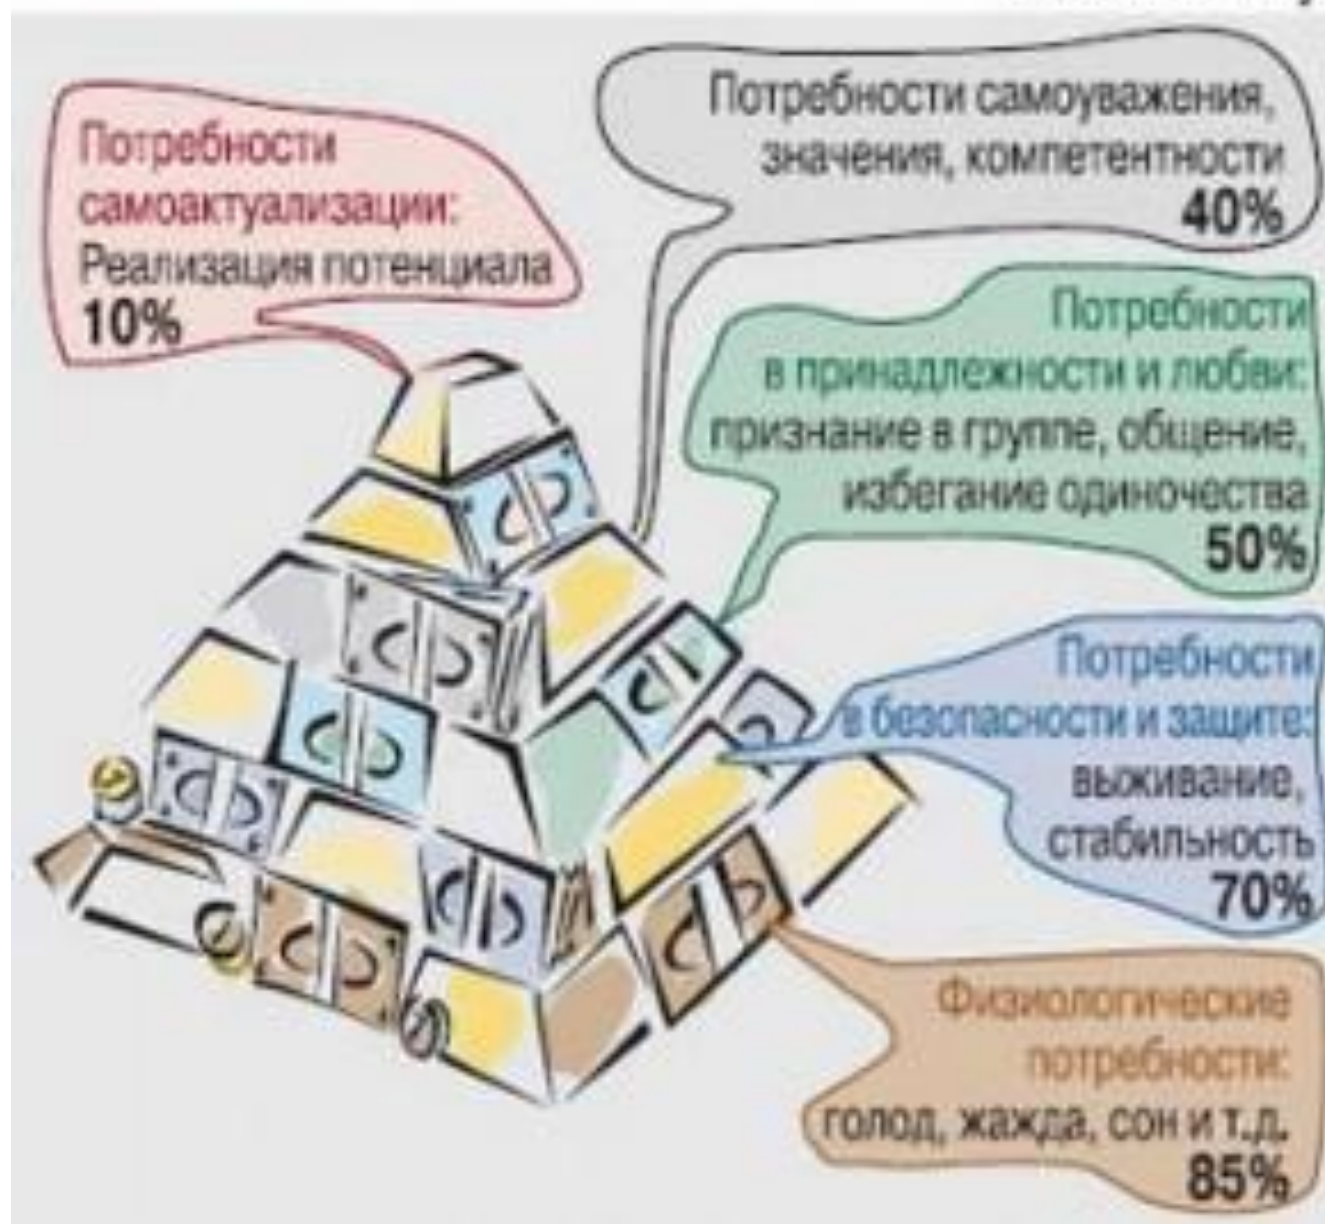 Потребности
самоактуализации:
Реализация потенциала
10%
Потребности самоуважения,
значения, компетентности
40%
Потребности
в принадлежности и любви:
признание в группе, общение,
избегание одиночества
50%
Потребности
в безопасности и защите:
выживание,
стабильность
70%
Физиологические
потребности:
голод, жажда, сон и т.д.
85%